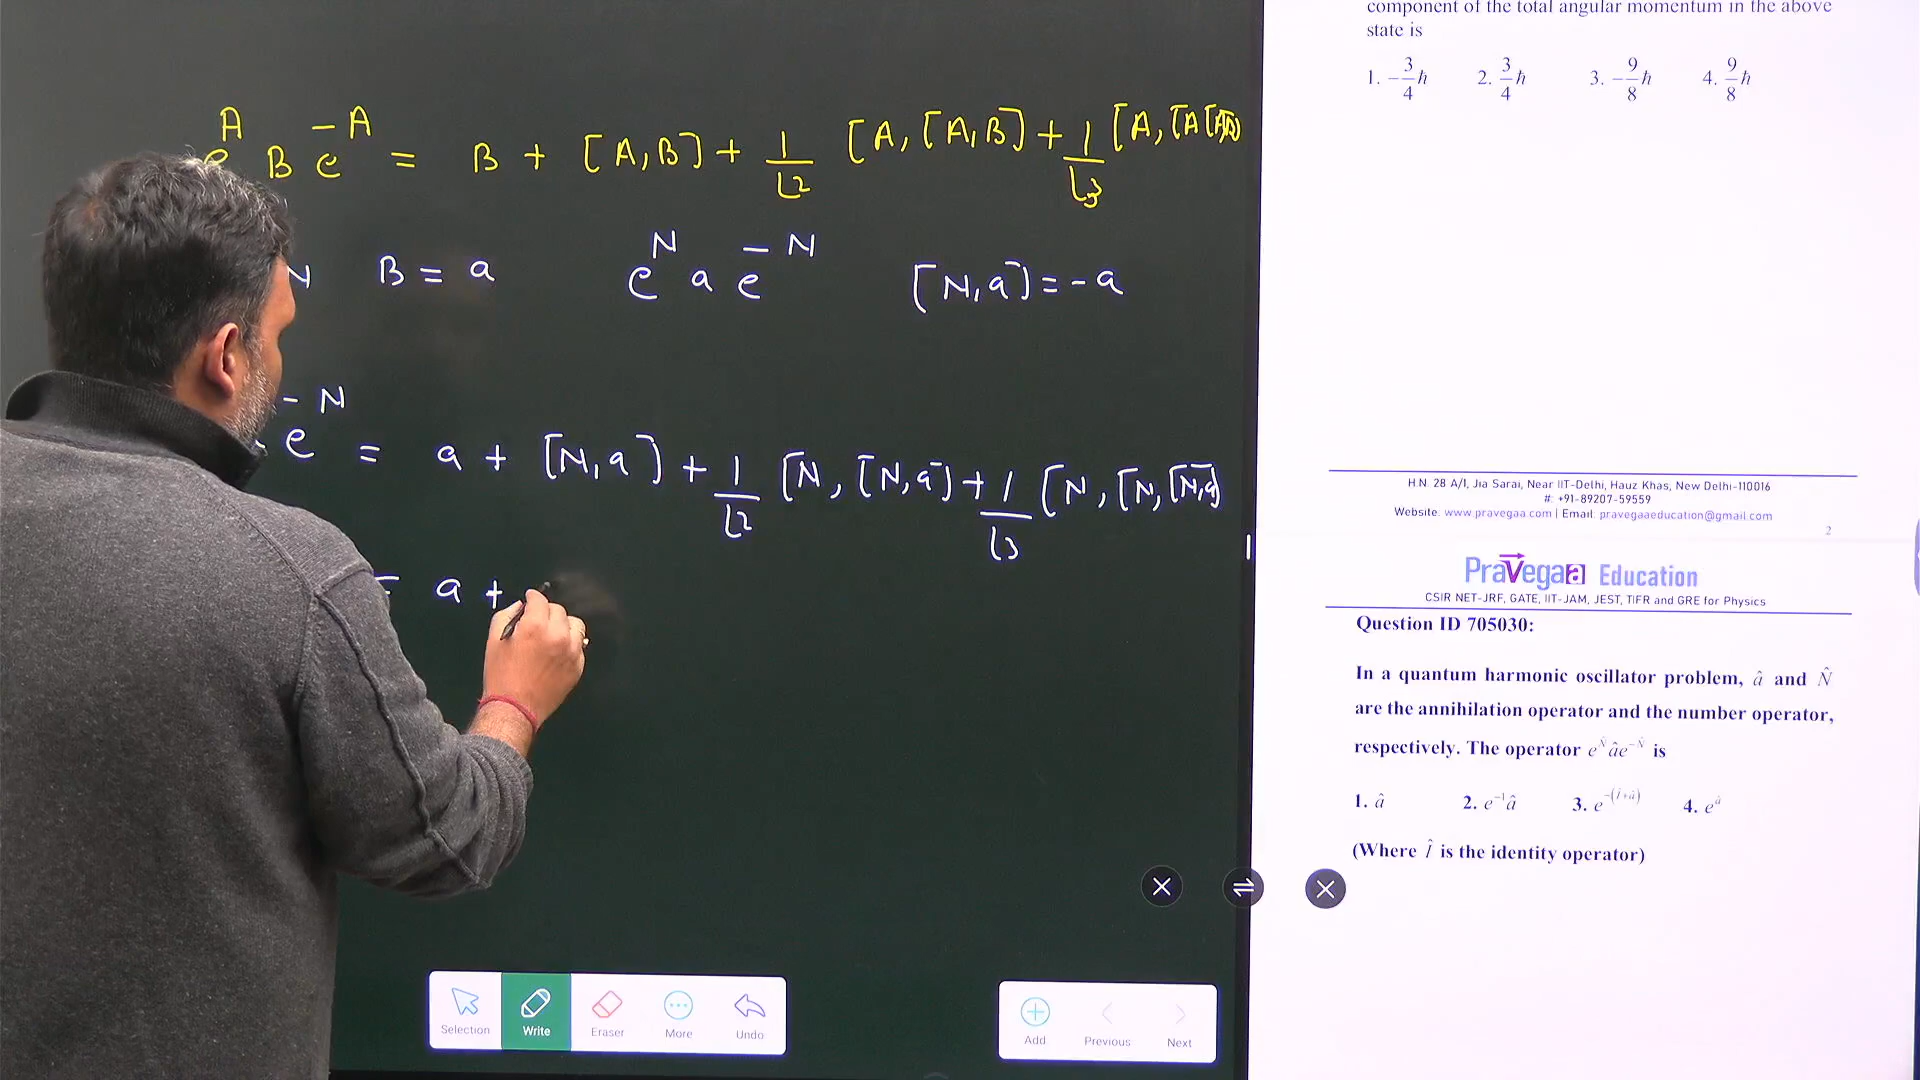 e^A B e^{-A} = B + [A,B] + 1/⌊2 [A,[A,B] + 1/⌊3 [A,[A[A,B]
N B = a e^N a e^{-N} [N,a] = -a
e^{-N} = a + [N,a] + 1/⌊2 [N,[N,a] + 1/⌊3 [N,[N,[N,a]
= a +
Selection Write Eraser More Undo
Add Previous Next
component of the total angular momentum in the above
state is
1. -3/4 ħ 2. 3/4 ħ 3. -9/8 ħ 4. 9/8 ħ
H.N. 28 A/1, Jia Sarai, Near IIT-Delhi, Hauz Khas, New Delhi-110016
#: +91-89207-59559
Website: www.pravegaa.com | Email: pravegaaeducation@gmail.com
2
Pravegaa Education
CSIR NET-JRF, GATE, IIT-JAM, JEST, TIFR and GRE for Physics
Question ID 705030:
In a quantum harmonic oscillator problem, â and N̂
are the annihilation operator and the number operator,
respectively. The operator e^{N̂} â e^{-N̂} is
1. â 2. e^{-1} â 3. e^{-(Î+â)} 4. e^{â}
(Where Î is the identity operator)